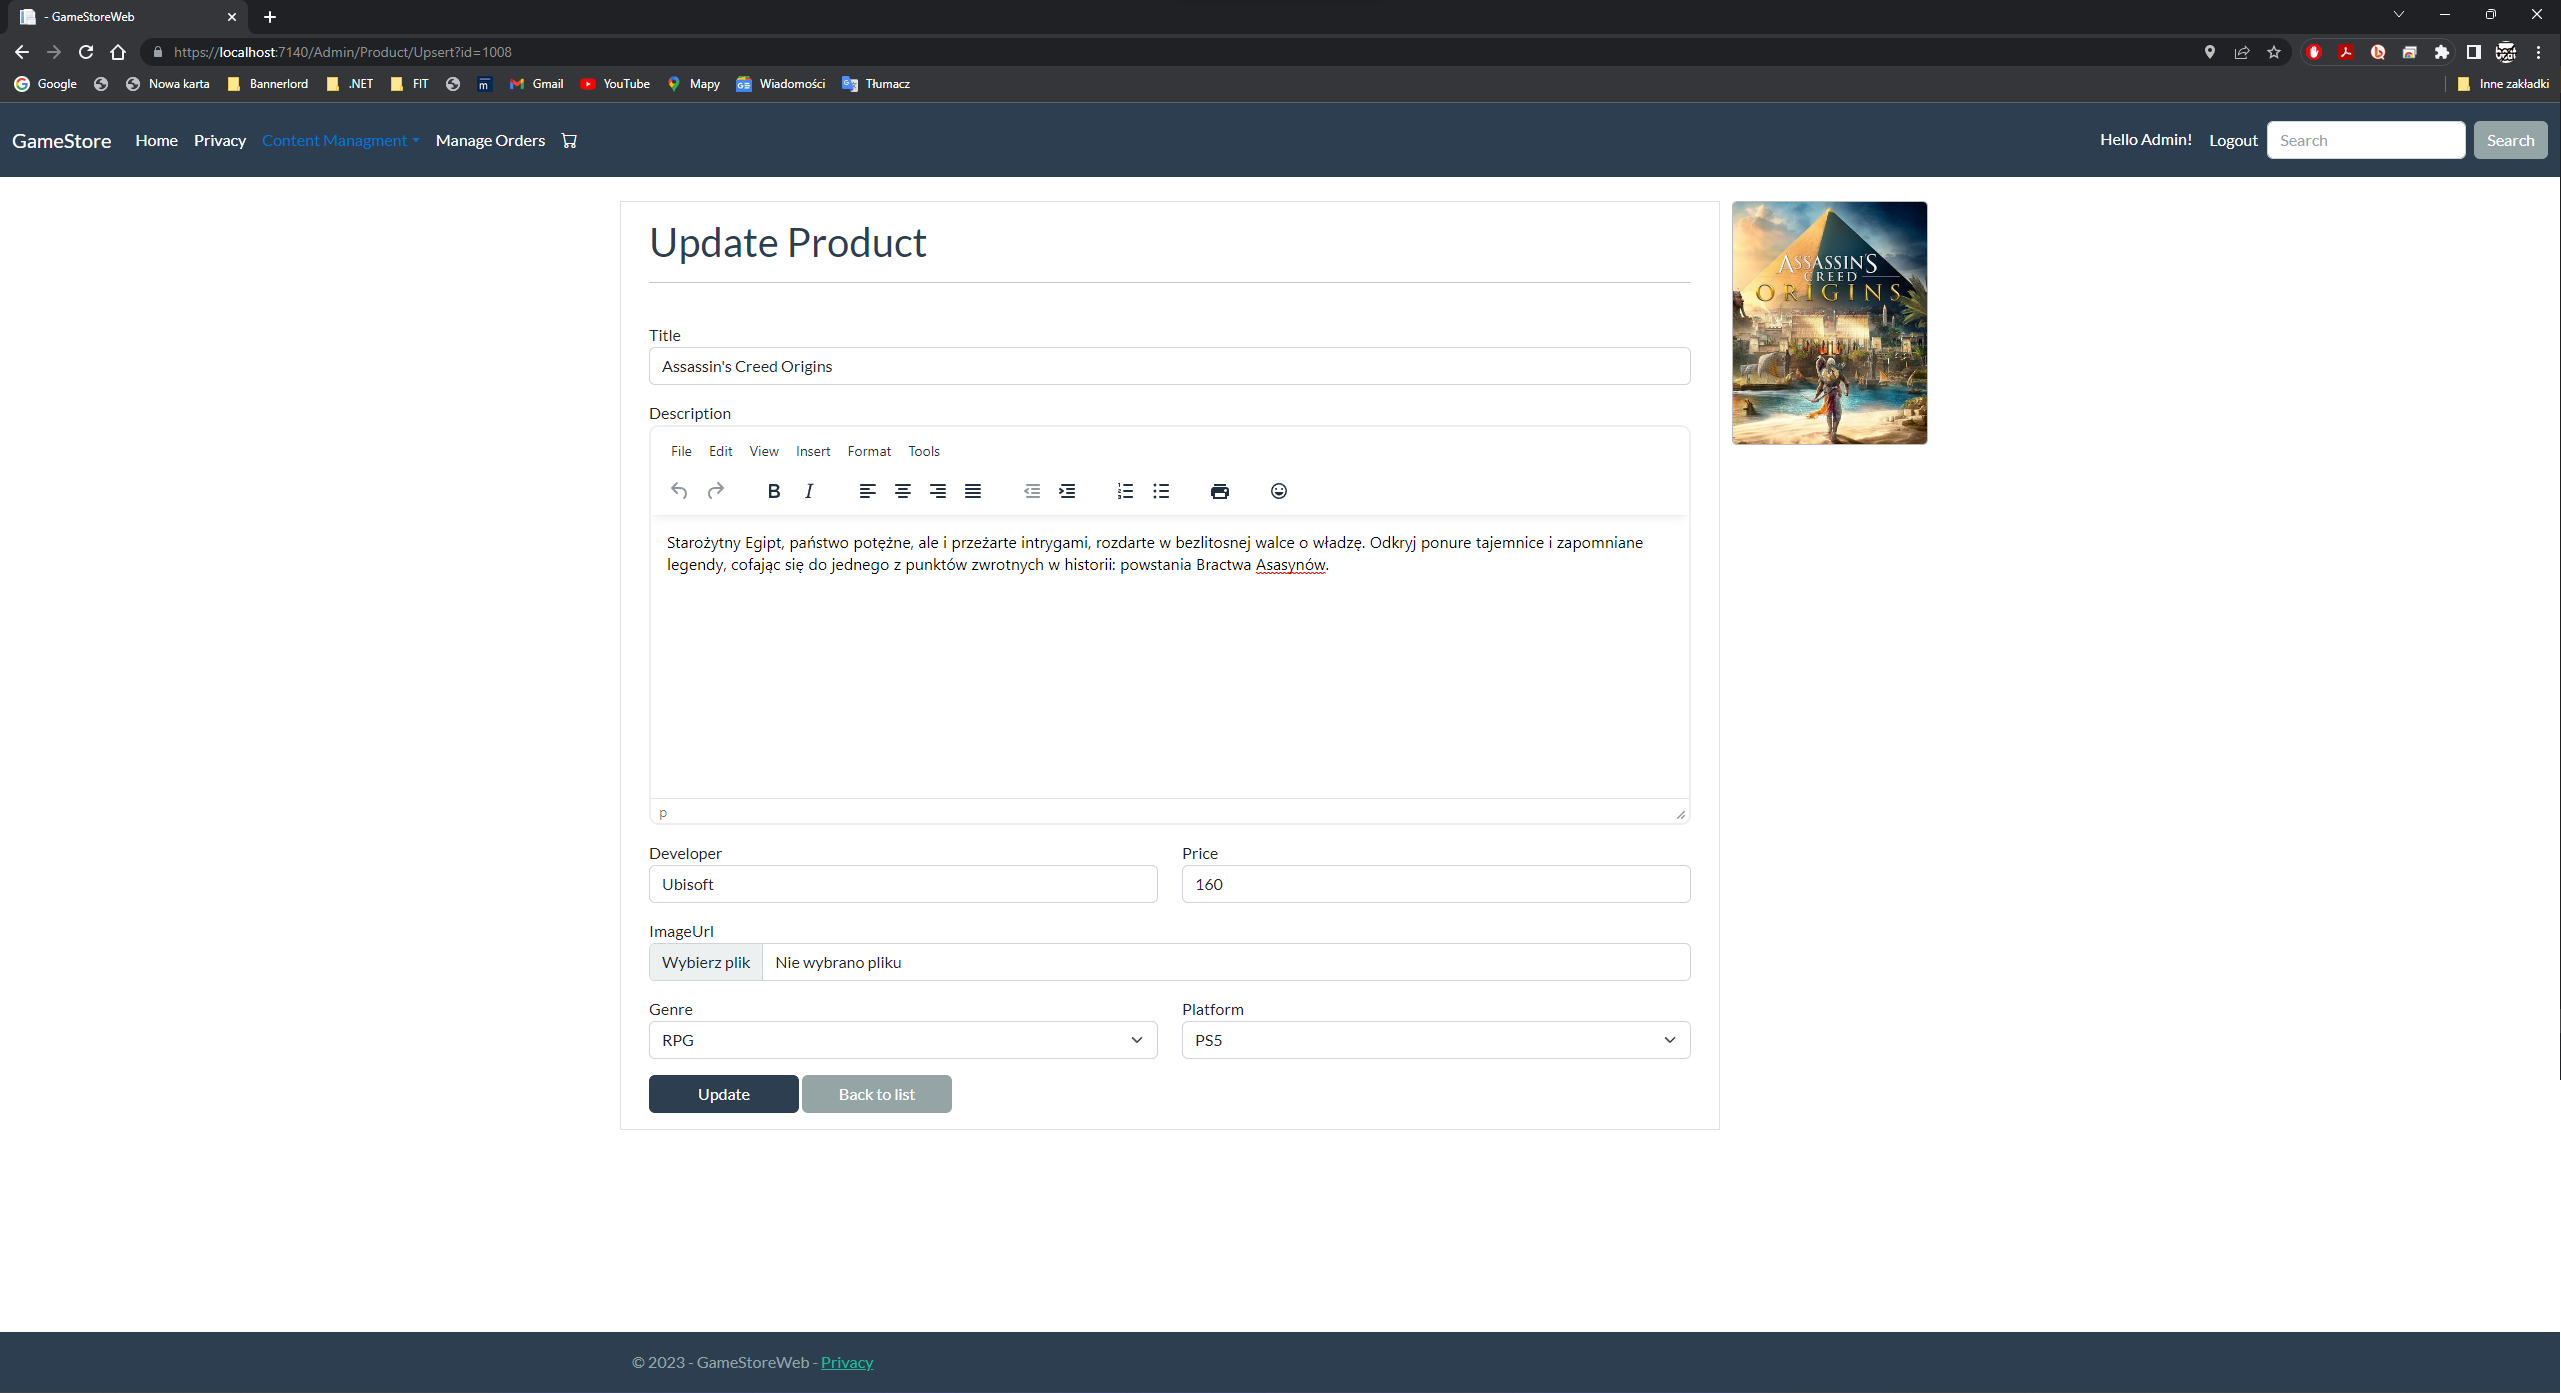 - GameStoreWeb
https://localhost:7140/Admin/Product/Upsert?id=1008
Google Nowa karta Bannerlord .NET FIT m Gmail YouTube Mapy Wiadomości Tłumacz Inne zakładki
GameStore Home Privacy Content Managment Manage Orders Hello Admin! Logout Search Search
Update Product
ASSASSIN'S
CREED
ORIGINS
Title
Assassin's Creed Origins
Description
File Edit View Insert Format Tools
B I
Starożytny Egipt, państwo potężne, ale i przeżarte intrygami, rozdarte w bezlitosnej walce o władzę. Odkryj ponure tajemnice i zapomniane
legendy, cofając się do jednego z punktów zwrotnych w historii: powstania Bractwa Asasynów.
p
Developer Price
Ubisoft 160
ImageUrl
Wybierz plik Nie wybrano pliku
Genre Platform
RPG PS5
Update Back to list
© 2023 - GameStoreWeb - Privacy